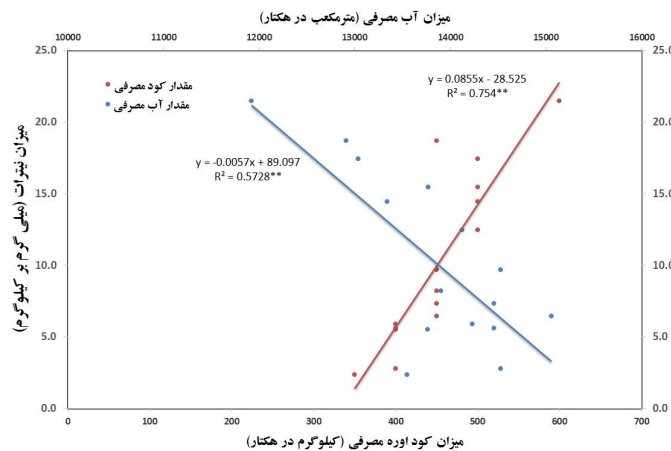 میزان آب مصرفی (مترمکعب در هکتار)
10000 11000 12000 13000 14000 15000 16000
25.0 25.0
مقدار کود مصرفی
مقدار آب مصرفی
y = 0.0855x - 28.525
R² = 0.754**
20.0 20.0
y = -0.0057x + 89.097
R² = 0.5728**
میزان نیترات (میلی گرم بر کیلوگرم)
15.0 15.0
10.0 10.0
5.0 5.0
0.0 0.0
0 100 200 300 400 500 600 700
میزان کود اوره مصرفی (کیلوگرم در هکتار)